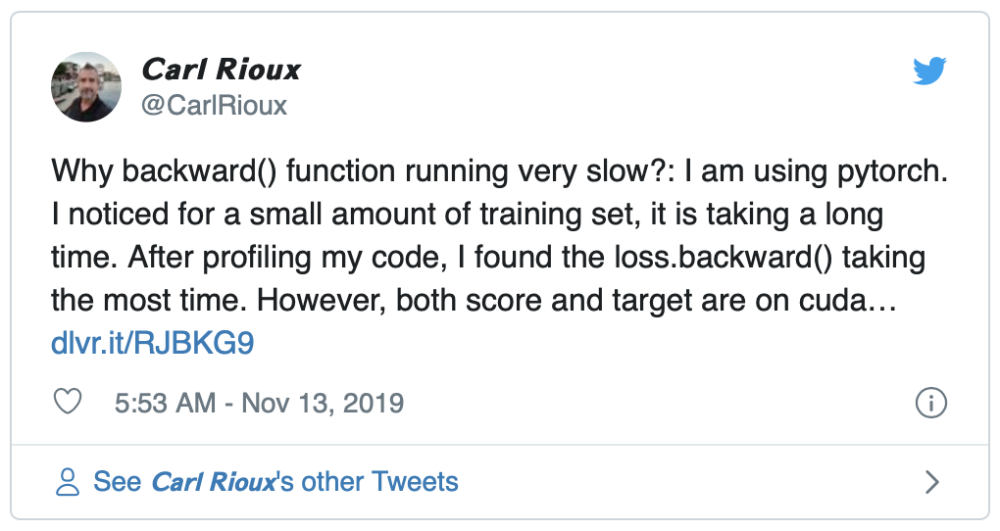 Carl Rioux
@CarlRioux
Why backward() function running very slow?: I am using pytorch.
I noticed for a small amount of training set, it is taking a long
time. After profiling my code, I found the loss.backward() taking
the most time. However, both score and target are on cuda…
dlvr.it/RJBKG9
5:53 AM - Nov 13, 2019
See Carl Rioux's other Tweets